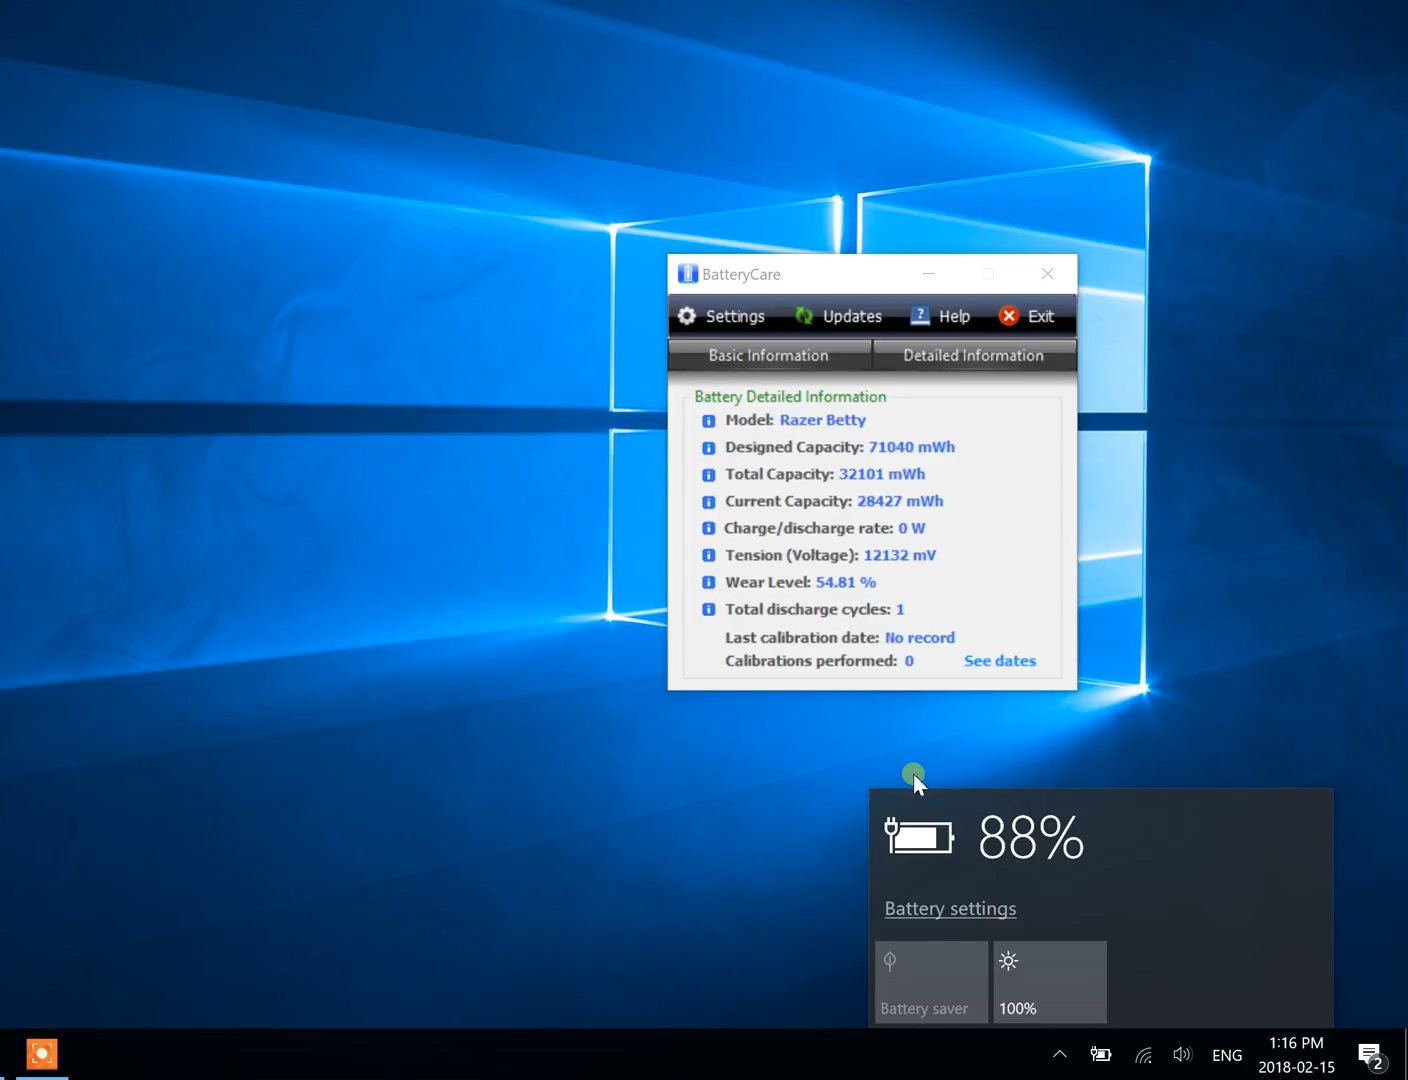 BatteryCare
Settings Updates Help Exit
Basic Information Detailed Information
Battery Detailed Information
Model: Razer Betty
Designed Capacity: 71040 mWh
Total Capacity: 32101 mWh
Current Capacity: 28427 mWh
Charge/discharge rate: 0 W
Tension (Voltage): 12132 mV
Wear Level: 54.81 %
Total discharge cycles: 1
Last calibration date: No record
Calibrations performed: 0 See dates
88%
Battery settings
Battery saver 100%
ENG 1:16 PM
2018-02-15 2